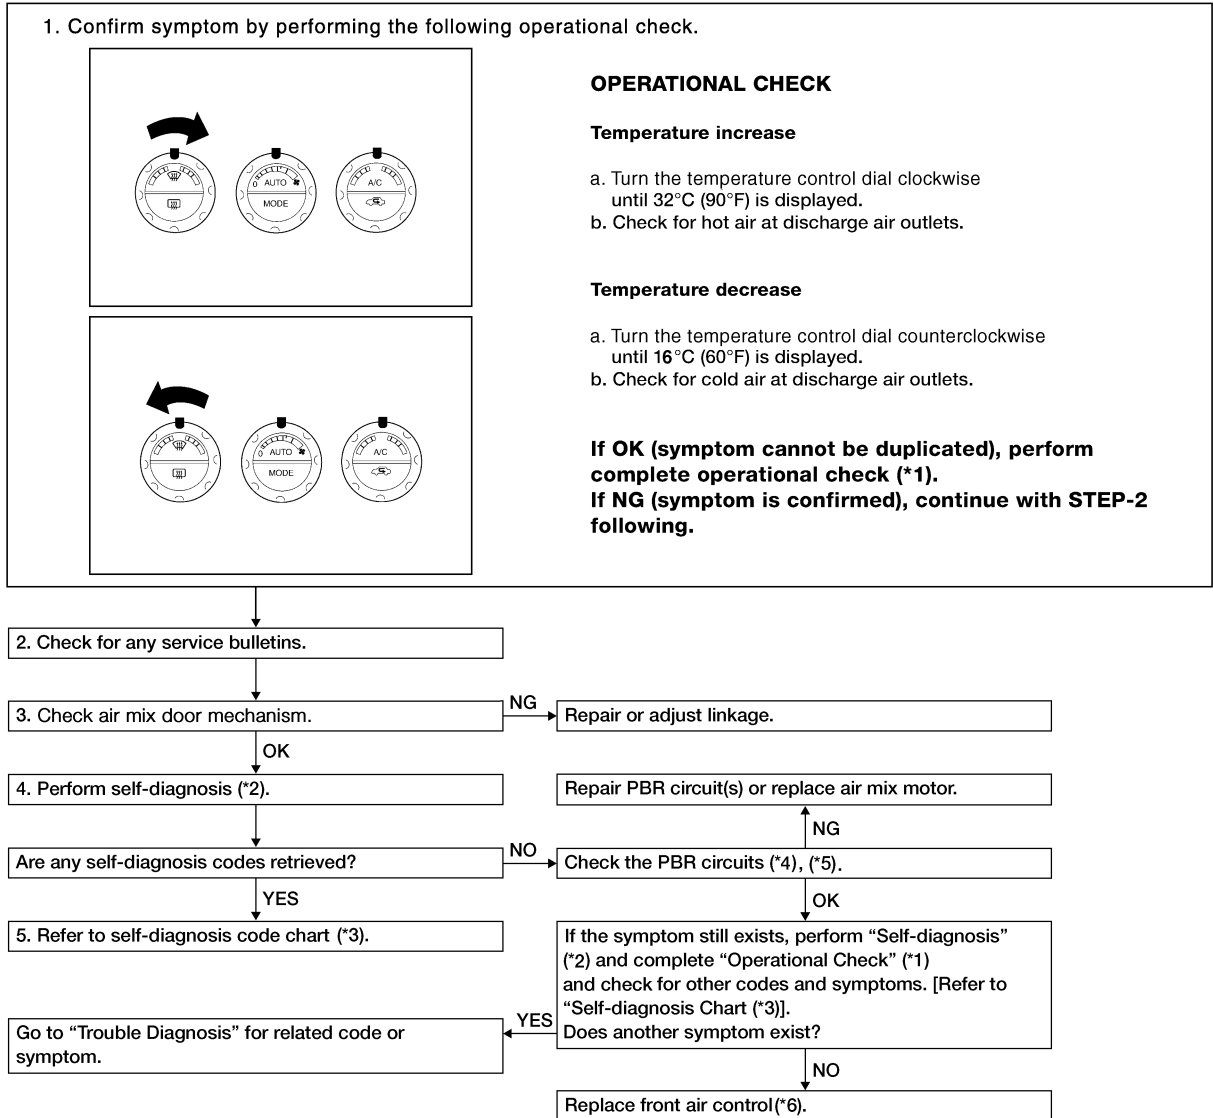 1. Confirm symptom by performing the following operational check.
0
AUTO
MODE
A/C
OPERATIONAL CHECK
Temperature increase
a. Turn the temperature control dial clockwise
until 32°C (90°F) is displayed.
b. Check for hot air at discharge air outlets.
0
AUTO
MODE
A/C
Temperature decrease
a. Turn the temperature control dial counterclockwise
until 16°C (60°F) is displayed.
b. Check for cold air at discharge air outlets.
If OK (symptom cannot be duplicated), perform
complete operational check (*1).
If NG (symptom is confirmed), continue with STEP-2
following.
2. Check for any service bulletins.
3. Check air mix door mechanism.
NG
Repair or adjust linkage.
OK
4. Perform self-diagnosis (*2).
Repair PBR circuit(s) or replace air mix motor.
NG
Are any self-diagnosis codes retrieved?
NO
Check the PBR circuits (*4), (*5).
YES
OK
5. Refer to self-diagnosis code chart (*3).
If the symptom still exists, perform “Self-diagnosis”
(*2) and complete “Operational Check” (*1)
and check for other codes and symptoms. [Refer to
“Self-diagnosis Chart (*3)].
Does another symptom exist?
YES
Go to “Trouble Diagnosis” for related code or
symptom.
NO
Replace front air control(*6).